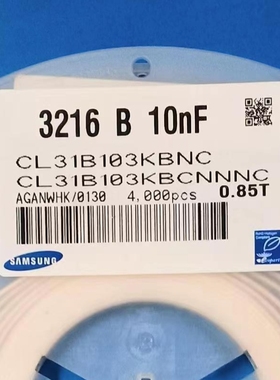 3216 B 10nF
CL31B103KBNC
CL31B103KBCNNNC
AGANWHK/0130 4,000pcs 0.85T
SAMSUNG